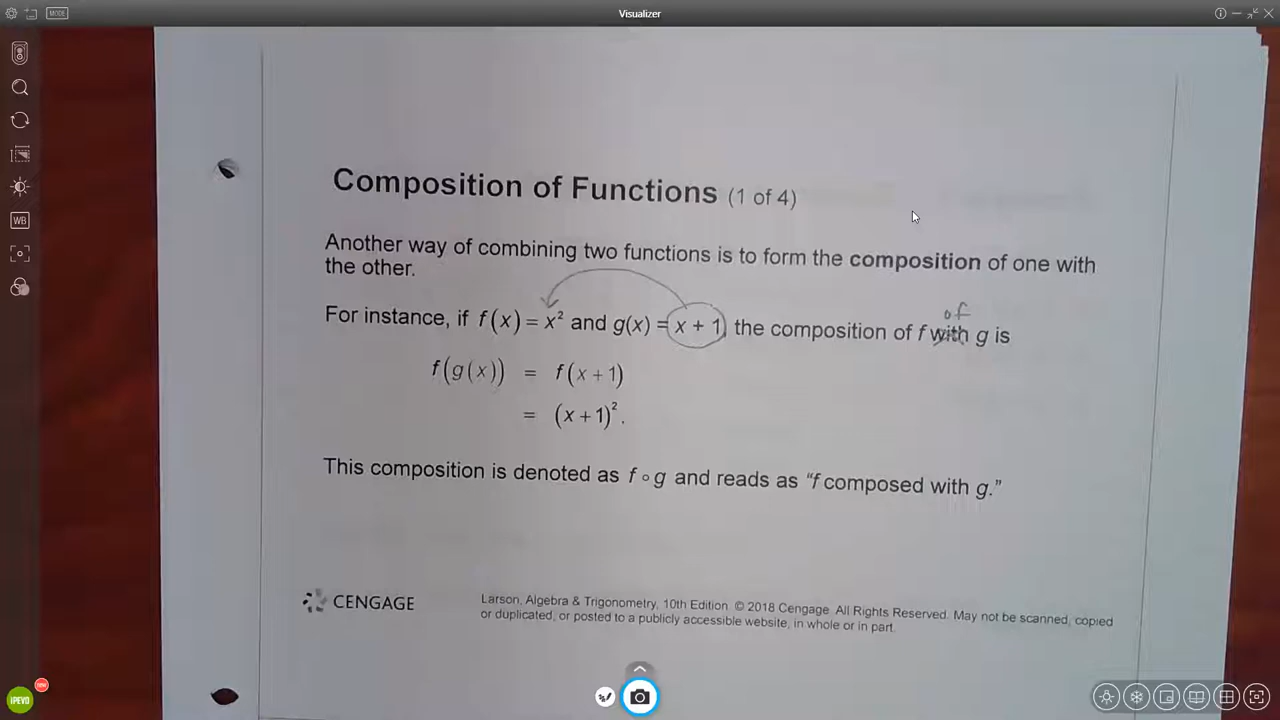 MODE
Visualizer
WB
Composition of Functions (1 of 4)
Another way of combining two functions is to form the composition of one with
the other.
of
For instance, if f(x) = x² and g(x) = x + 1, the composition of f with g is
f(g(x)) = f(x + 1)
= (x + 1)².
This composition is denoted as f ∘ g and reads as “f composed with g.”
CENGAGE
Larson, Algebra & Trigonometry, 10th Edition. © 2018 Cengage. All Rights Reserved. May not be scanned, copied
or duplicated, or posted to a publicly accessible website, in whole or in part.
new
IPEVO